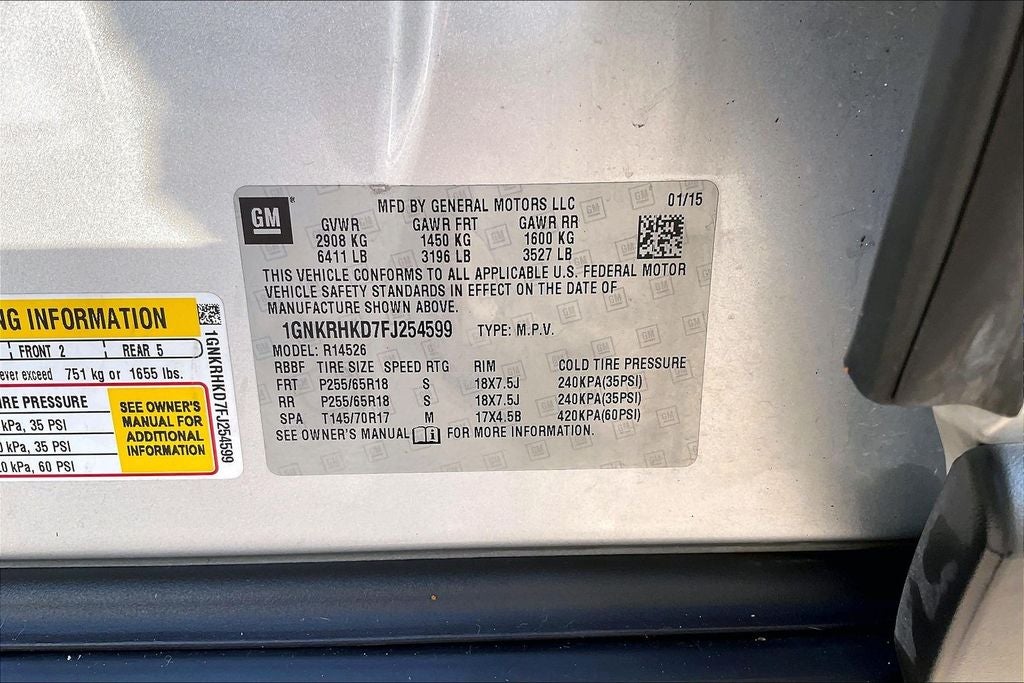 GM
MFD BY GENERAL MOTORS LLC 01/15
GVWR GAWR FRT GAWR RR
2908 KG 1450 KG 1600 KG
6411 LB 3196 LB 3527 LB
THIS VEHICLE CONFORMS TO ALL APPLICABLE U.S. FEDERAL MOTOR
VEHICLE SAFETY STANDARDS IN EFFECT ON THE DATE OF
MANUFACTURE SHOWN ABOVE.
1GNKRHKD7FJ254599 TYPE: M.P.V.
MODEL: R14526
RBBF TIRE SIZE SPEED RTG RIM COLD TIRE PRESSURE
FRT P255/65R18 S 18X7.5J 240KPA(35PSI)
RR P255/65R18 S 18X7.5J 240KPA(35PSI)
SPA T145/70R17 M 17X4.5B 420KPA(60PSI)
SEE OWNER'S MANUAL FOR MORE INFORMATION.
INFORMATION
FRONT 2 REAR 5
exceed 751 kg or 1655 lbs.
PRESSURE
kPa, 35 PSI
kPa, 35 PSI
kPa, 60 PSI
SEE OWNER'S
MANUAL FOR
ADDITIONAL
INFORMATION
1GNKRHKD7FJ254599